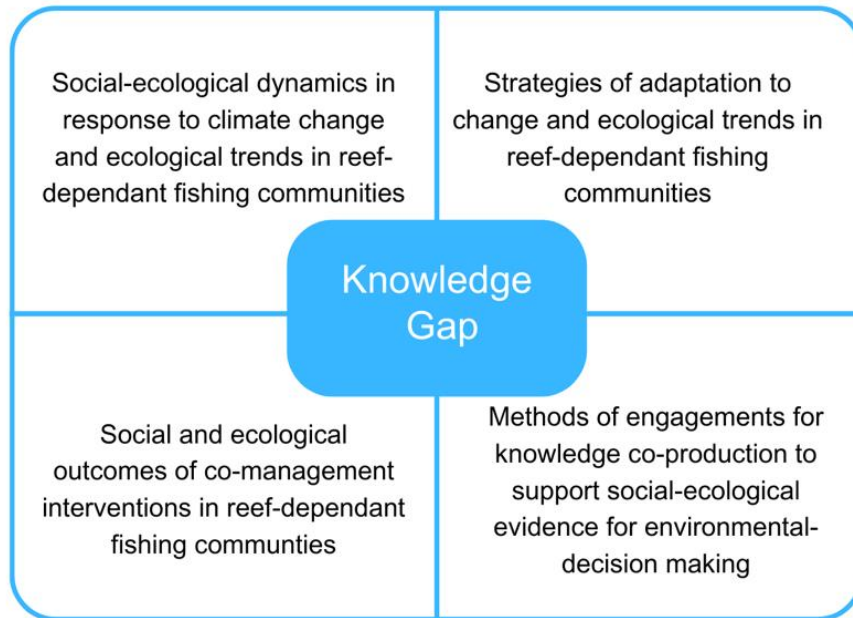 Social-ecological dynamics in
response to climate change
and ecological trends in reef-
dependant fishing communities
Strategies of adaptation to
change and ecological trends in
reef-dependant fishing
communities
Knowledge
Gap
Social and ecological
outcomes of co-management
interventions in reef-dependant
fishing communties
Methods of engagements for
knowledge co-production to
support social-ecological
evidence for environmental-
decision making